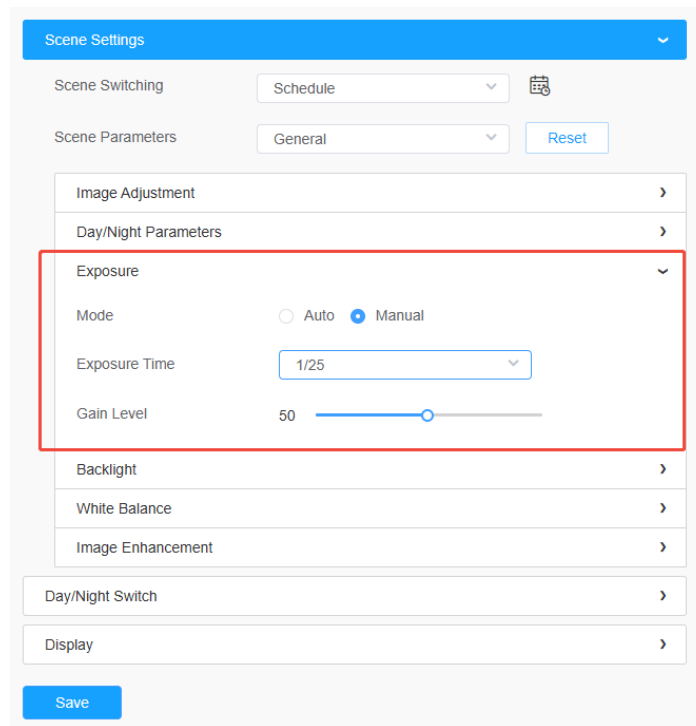 Scene Settings
Scene Switching Schedule
Scene Parameters General Reset
Image Adjustment
Day/Night Parameters
Exposure
Mode Auto Manual
Exposure Time 1/25
Gain Level 50
Backlight
White Balance
Image Enhancement
Day/Night Switch
Display
Save